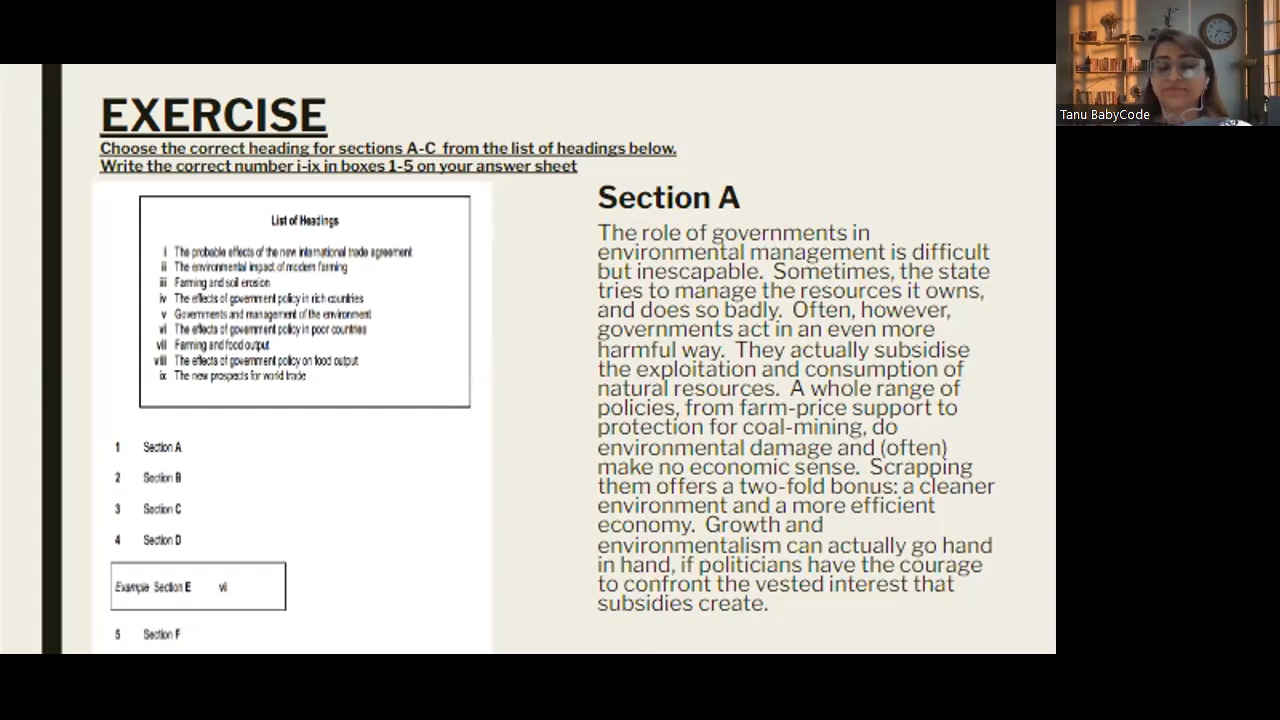 EXERCISE
Choose the correct heading for sections A-C from the list of headings below.
Write the correct number i-ix in boxes 1-5 on your answer sheet
List of Headings
i The probable effects of the new international trade agreement
ii The environmental impact of modern farming
iii Farming and soil erosion
iv The effects of government policy in rich countries
v Governments and management of the environment
vi The effects of government policy in poor countries
vii Farming and food output
viii The effects of government policy on food output
ix The new prospects for world trade
1 Section A
2 Section B
3 Section C
4 Section D
Example Section E vi
5 Section F
Section A
The role of governments in
environmental management is difficult
but inescapable. Sometimes, the state
tries to manage the resources it owns,
and does so badly. Often, however,
governments act in an even more
harmful way. They actually subsidise
the exploitation and consumption of
natural resources. A whole range of
policies, from farm-price support to
protection for coal-mining, do
environmental damage and (often)
make no economic sense. Scrapping
them offers a two-fold bonus: a cleaner
environment and a more efficient
economy. Growth and
environmentalism can actually go hand
in hand, if politicians have the courage
to confront the vested interest that
subsidies create.
Tanu BabyCode